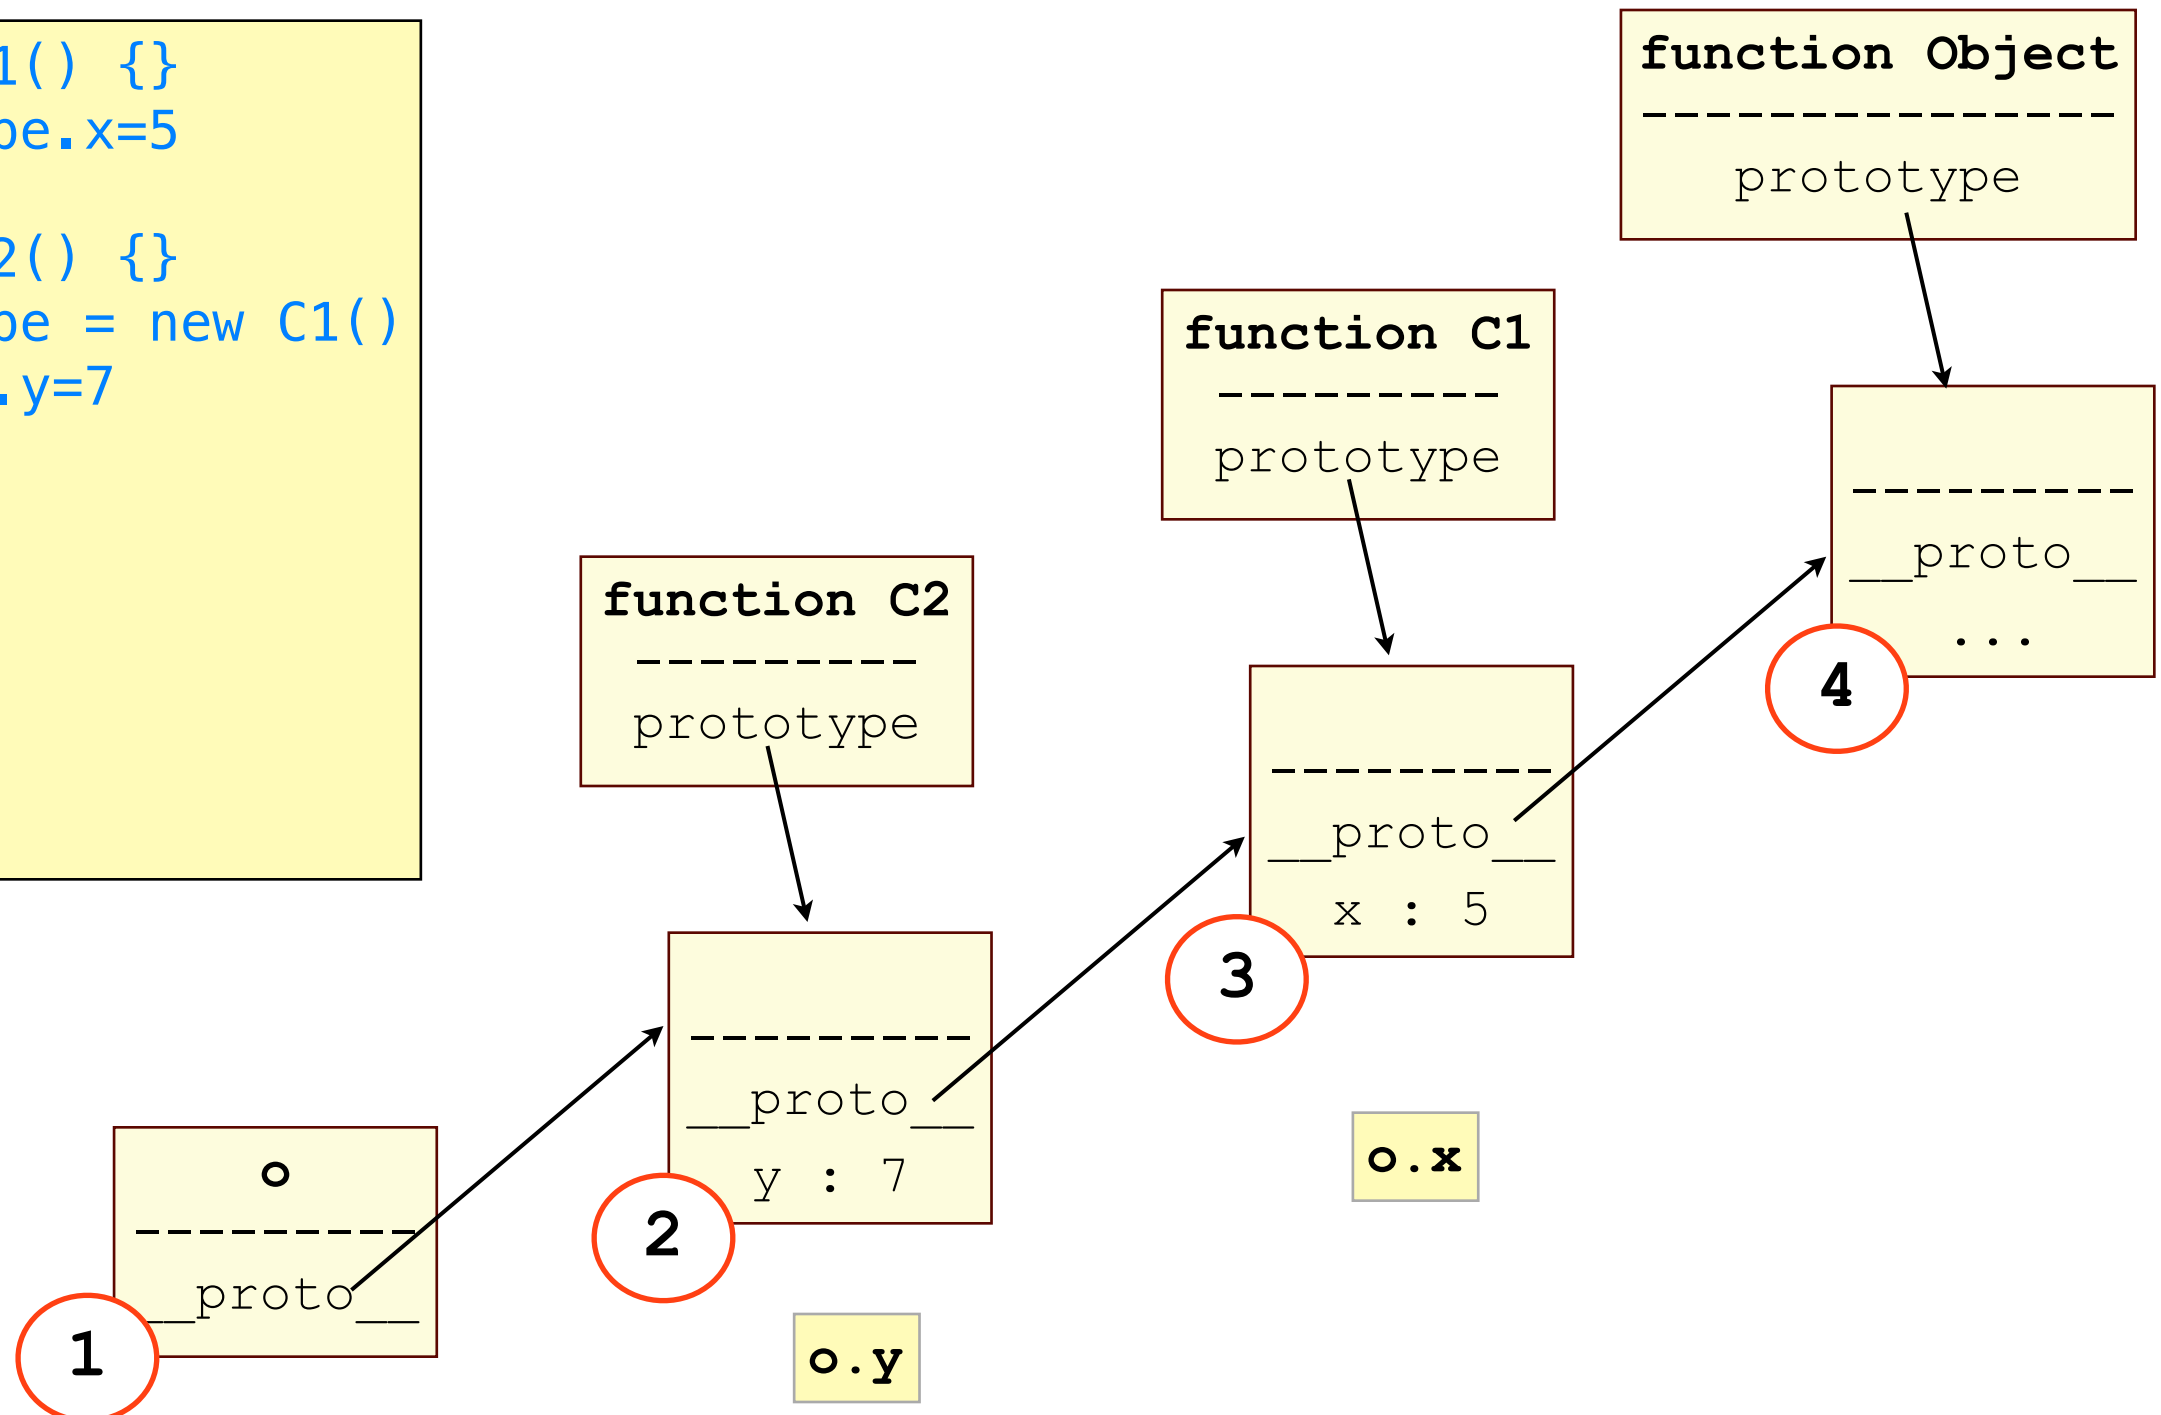 1() {}
pe.x=5
2() {}
pe = new C1()
.y=7
function Object
---------------
prototype
function C1
---------
prototype
---------
__proto__
...
4
function C2
---------
prototype
---------
__proto__
x : 5
3
---------
__proto__
y : 7
2
o.x
o
---------
__proto__
1
o.y